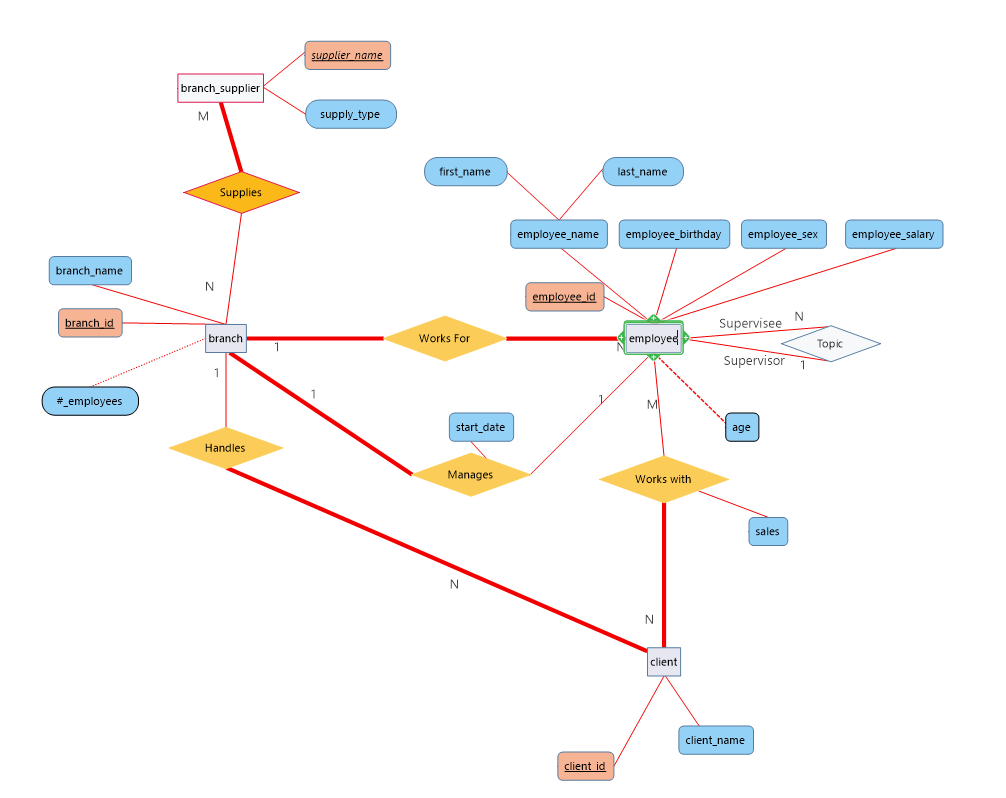 supplier_name
branch_supplier
supply_type
M
Supplies
first_name
last_name
employee_name
employee_birthday
employee_sex
employee_salary
branch_name
N
employee_id
branch_id
Supervisee
N
branch
1
Works For
N
employee
Topic
Supervisor
1
1
#_employees
1
1
M
start_date
age
Handles
Manages
Works with
sales
N
N
client
client_name
client_id